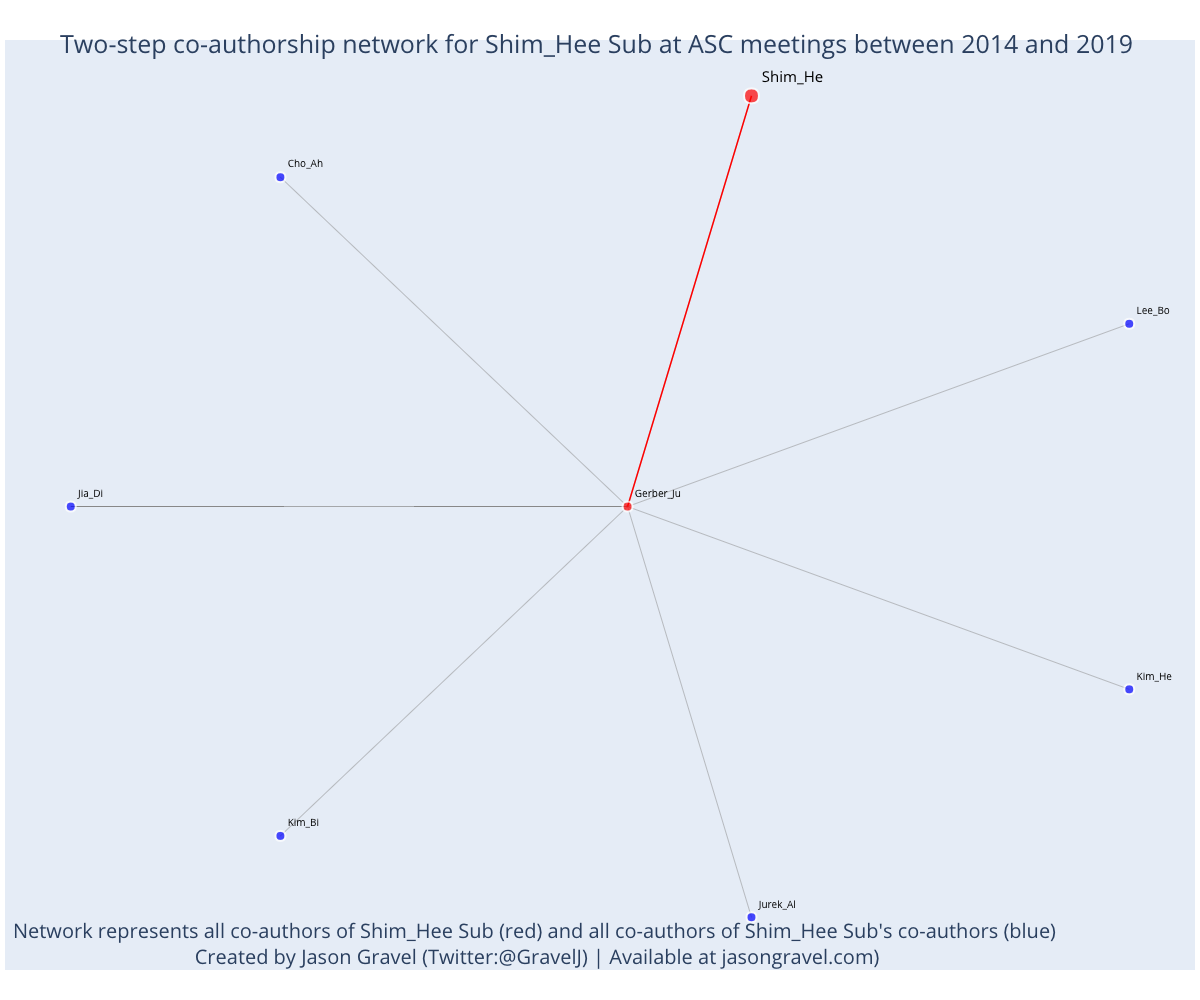 Two-step co-authorship network for Shim_Hee Sub at ASC meetings between 2014 and 2019
Shim_He
Cho_Ah
Lee_Bo
Jia_Di
Gerber_Ju
Kim_He
Kim_Bi
Jurek_Al
Network represents all co-authors of Shim_Hee Sub (red) and all co-authors of Shim_Hee Sub's co-authors (blue)
Created by Jason Gravel (Twitter:@GravelJ) | Available at jasongravel.com)